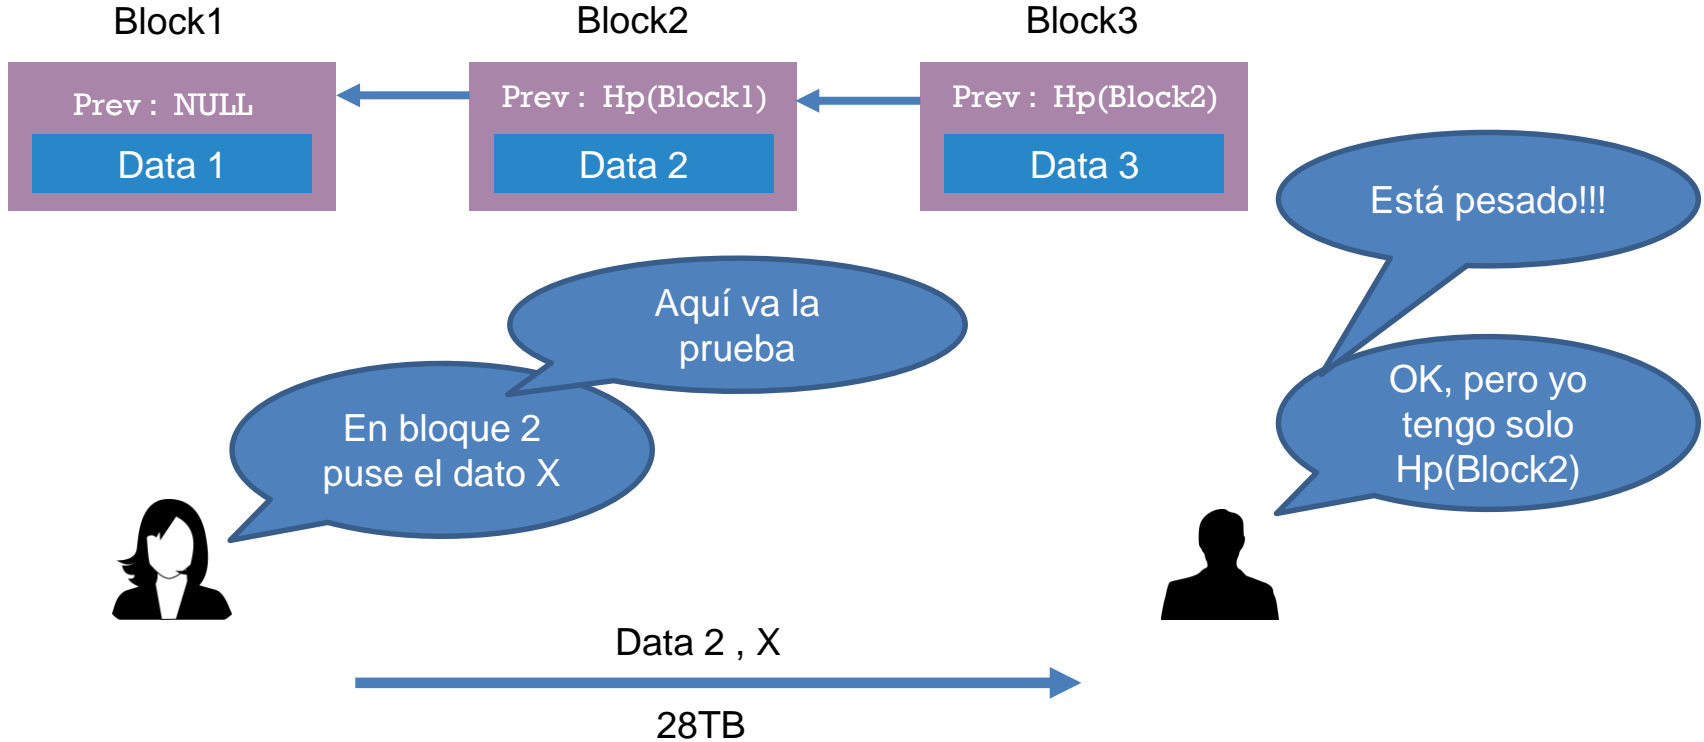 Block1
Block2
Block3
Prev : NULL
Prev : Hp(Block1)
Prev : Hp(Block2)
Data 1
Data 2
Data 3
Está pesado!!!
Aquí va la
prueba
OK, pero yo
tengo solo
Hp(Block2)
En bloque 2
puse el dato X
Data 2 , X
28TB